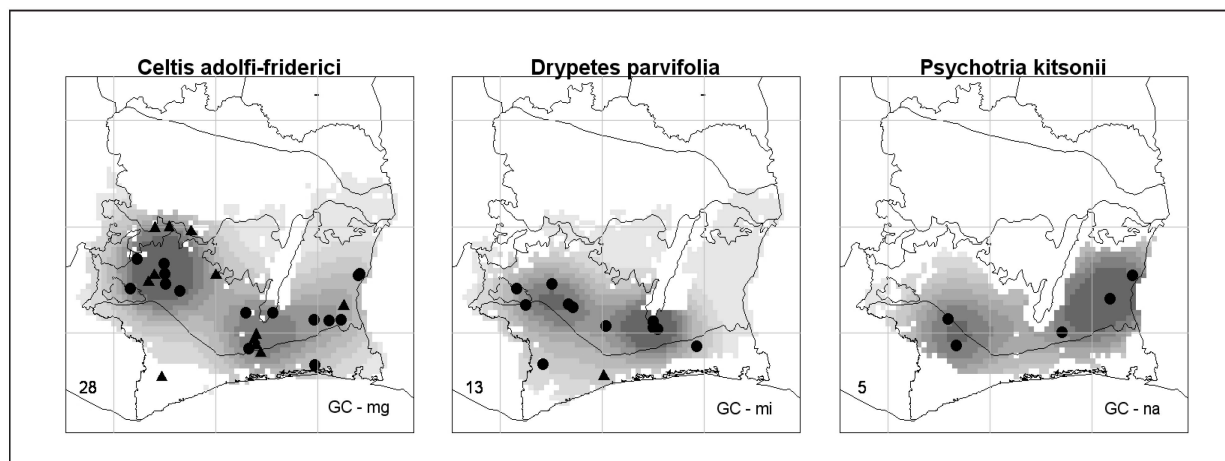 Celtis adolfi-friderici
28
GC - mg
Drypetes parvifolia
13
GC - mi
Psychotria kitsonii
5
GC - na